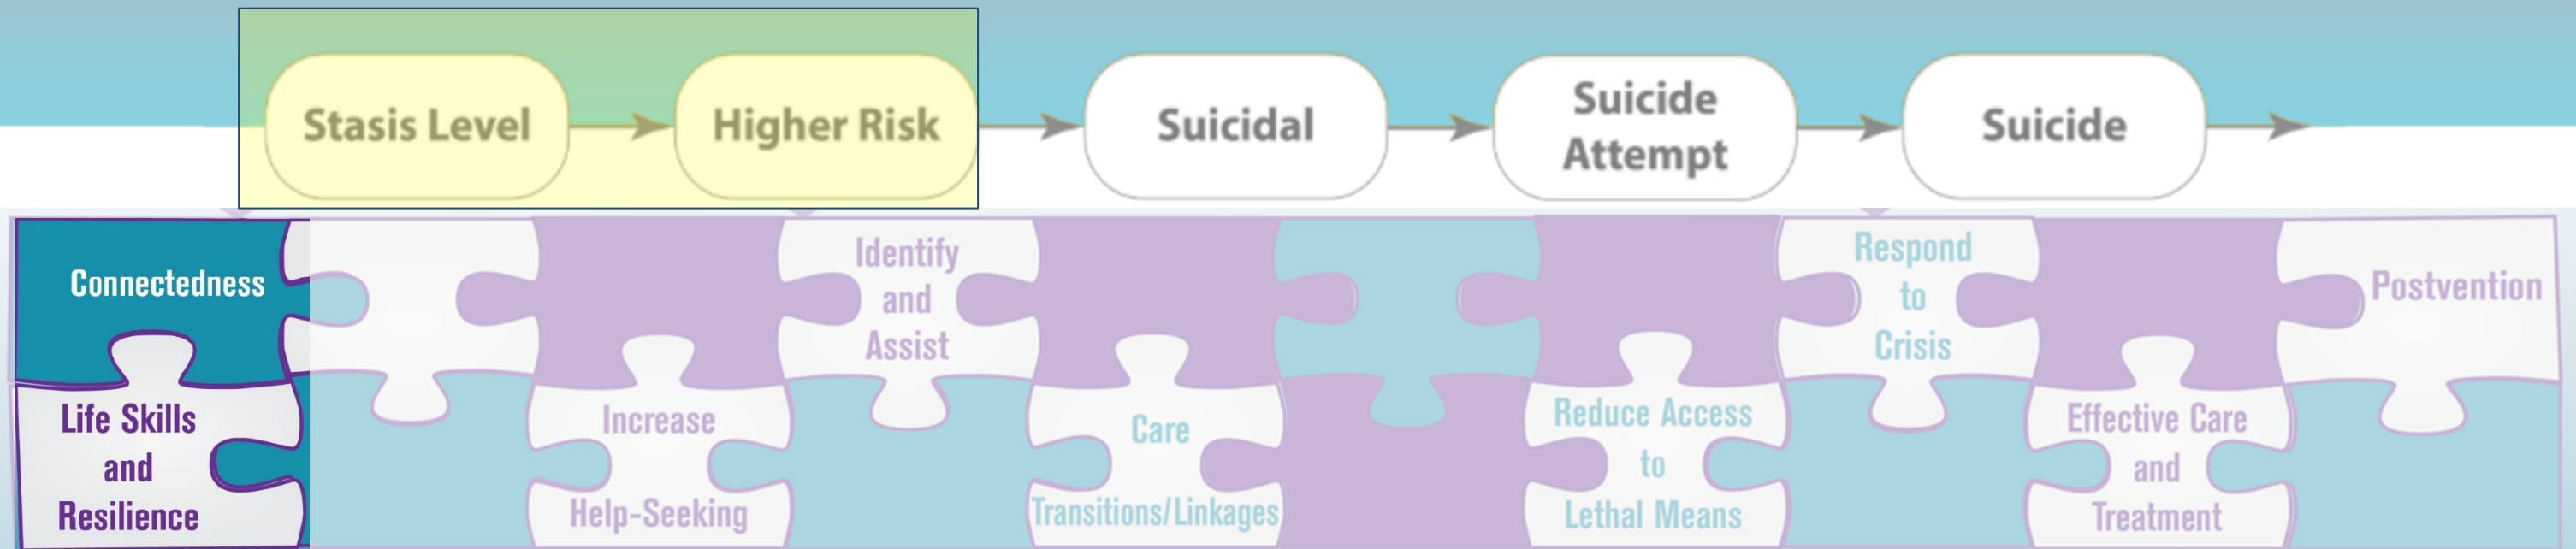 Stasis Level
Higher Risk
Suicidal
Suicide
Attempt
Suicide
Connectedness
Life Skills
and
Resilience
Increase
Help-Seeking
Identify
and
Assist
Care
Transitions/Linkages
Reduce Access
to
Lethal Means
Respond
to
Crisis
Effective Care
and
Treatment
Postvention